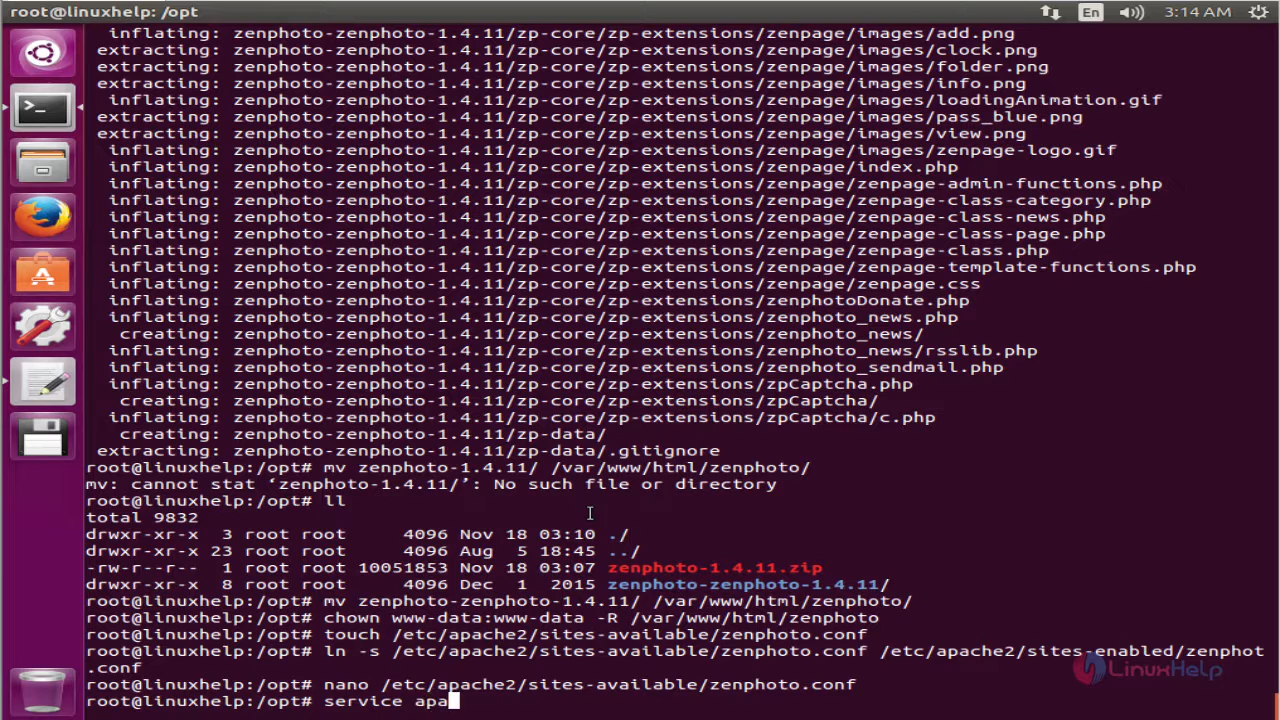 root@linuxhelp: /opt
En
3:14 AM
inflating: zenphoto-zenphoto-1.4.11/zp-core/zp-extensions/zenpage/images/add.png
extracting: zenphoto-zenphoto-1.4.11/zp-core/zp-extensions/zenpage/images/clock.png
extracting: zenphoto-zenphoto-1.4.11/zp-core/zp-extensions/zenpage/images/folder.png
extracting: zenphoto-zenphoto-1.4.11/zp-core/zp-extensions/zenpage/images/info.png
inflating: zenphoto-zenphoto-1.4.11/zp-core/zp-extensions/zenpage/images/loadingAnimation.gif
extracting: zenphoto-zenphoto-1.4.11/zp-core/zp-extensions/zenpage/images/pass_blue.png
extracting: zenphoto-zenphoto-1.4.11/zp-core/zp-extensions/zenpage/images/view.png
inflating: zenphoto-zenphoto-1.4.11/zp-core/zp-extensions/zenpage/images/zenpage-logo.gif
inflating: zenphoto-zenphoto-1.4.11/zp-core/zp-extensions/zenpage/index.php
inflating: zenphoto-zenphoto-1.4.11/zp-core/zp-extensions/zenpage/zenpage-admin-functions.php
inflating: zenphoto-zenphoto-1.4.11/zp-core/zp-extensions/zenpage/zenpage-class-category.php
inflating: zenphoto-zenphoto-1.4.11/zp-core/zp-extensions/zenpage/zenpage-class-news.php
inflating: zenphoto-zenphoto-1.4.11/zp-core/zp-extensions/zenpage/zenpage-class-page.php
inflating: zenphoto-zenphoto-1.4.11/zp-core/zp-extensions/zenpage/zenpage-class.php
inflating: zenphoto-zenphoto-1.4.11/zp-core/zp-extensions/zenpage/zenpage-template-functions.php
inflating: zenphoto-zenphoto-1.4.11/zp-core/zp-extensions/zenpage/zenpage.css
inflating: zenphoto-zenphoto-1.4.11/zp-core/zp-extensions/zenphotoDonate.php
inflating: zenphoto-zenphoto-1.4.11/zp-core/zp-extensions/zenphoto_news.php
creating: zenphoto-zenphoto-1.4.11/zp-core/zp-extensions/zenphoto_news/
inflating: zenphoto-zenphoto-1.4.11/zp-core/zp-extensions/zenphoto_news/rsslib.php
inflating: zenphoto-zenphoto-1.4.11/zp-core/zp-extensions/zenphoto_sendmail.php
inflating: zenphoto-zenphoto-1.4.11/zp-core/zp-extensions/zpCaptcha.php
creating: zenphoto-zenphoto-1.4.11/zp-core/zp-extensions/zpCaptcha/
inflating: zenphoto-zenphoto-1.4.11/zp-core/zp-extensions/zpCaptcha/c.php
creating: zenphoto-zenphoto-1.4.11/zp-data/
extracting: zenphoto-zenphoto-1.4.11/zp-data/.gitignore
root@linuxhelp:/opt# mv zenphoto-1.4.11/ /var/www/html/zenphoto/
mv: cannot stat ‘zenphoto-1.4.11/’: No such file or directory
root@linuxhelp:/opt# ll
total 9832
drwxr-xr-x  3 root root     4096 Nov 18 03:10 ./
drwxr-xr-x 23 root root     4096 Aug  5 18:45 ../
-rw-r--r--  1 root root 10051853 Nov 18 03:07 zenphoto-1.4.11.zip
drwxr-xr-x  8 root root     4096 Dec  1  2015 zenphoto-zenphoto-1.4.11/
root@linuxhelp:/opt# mv zenphoto-zenphoto-1.4.11/ /var/www/html/zenphoto/
root@linuxhelp:/opt# chown www-data:www-data -R /var/www/html/zenphoto
root@linuxhelp:/opt# touch /etc/apache2/sites-available/zenphoto.conf
root@linuxhelp:/opt# ln -s /etc/apache2/sites-available/zenphoto.conf /etc/apache2/sites-enabled/zenphot
.conf
root@linuxhelp:/opt# nano /etc/apache2/sites-available/zenphoto.conf
root@linuxhelp:/opt# service apa
LinuxHelp